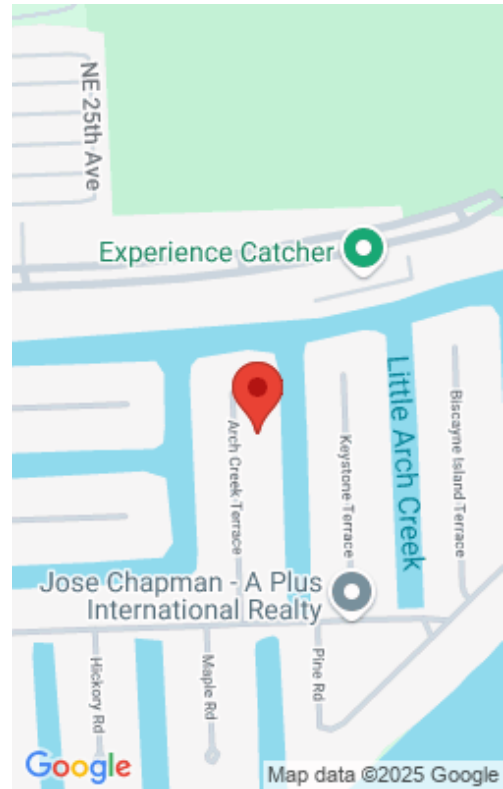 NE 25th Ave
Experience Catcher
Little Arch Creek
Biscayne Island Terrace
Arch Creek Terrace
Keystone Terrace
Jose Chapman - A Plus
International Realty
Hickory Rd
Maple Rd
Pine Rd
Google
Map data ©2025 Google